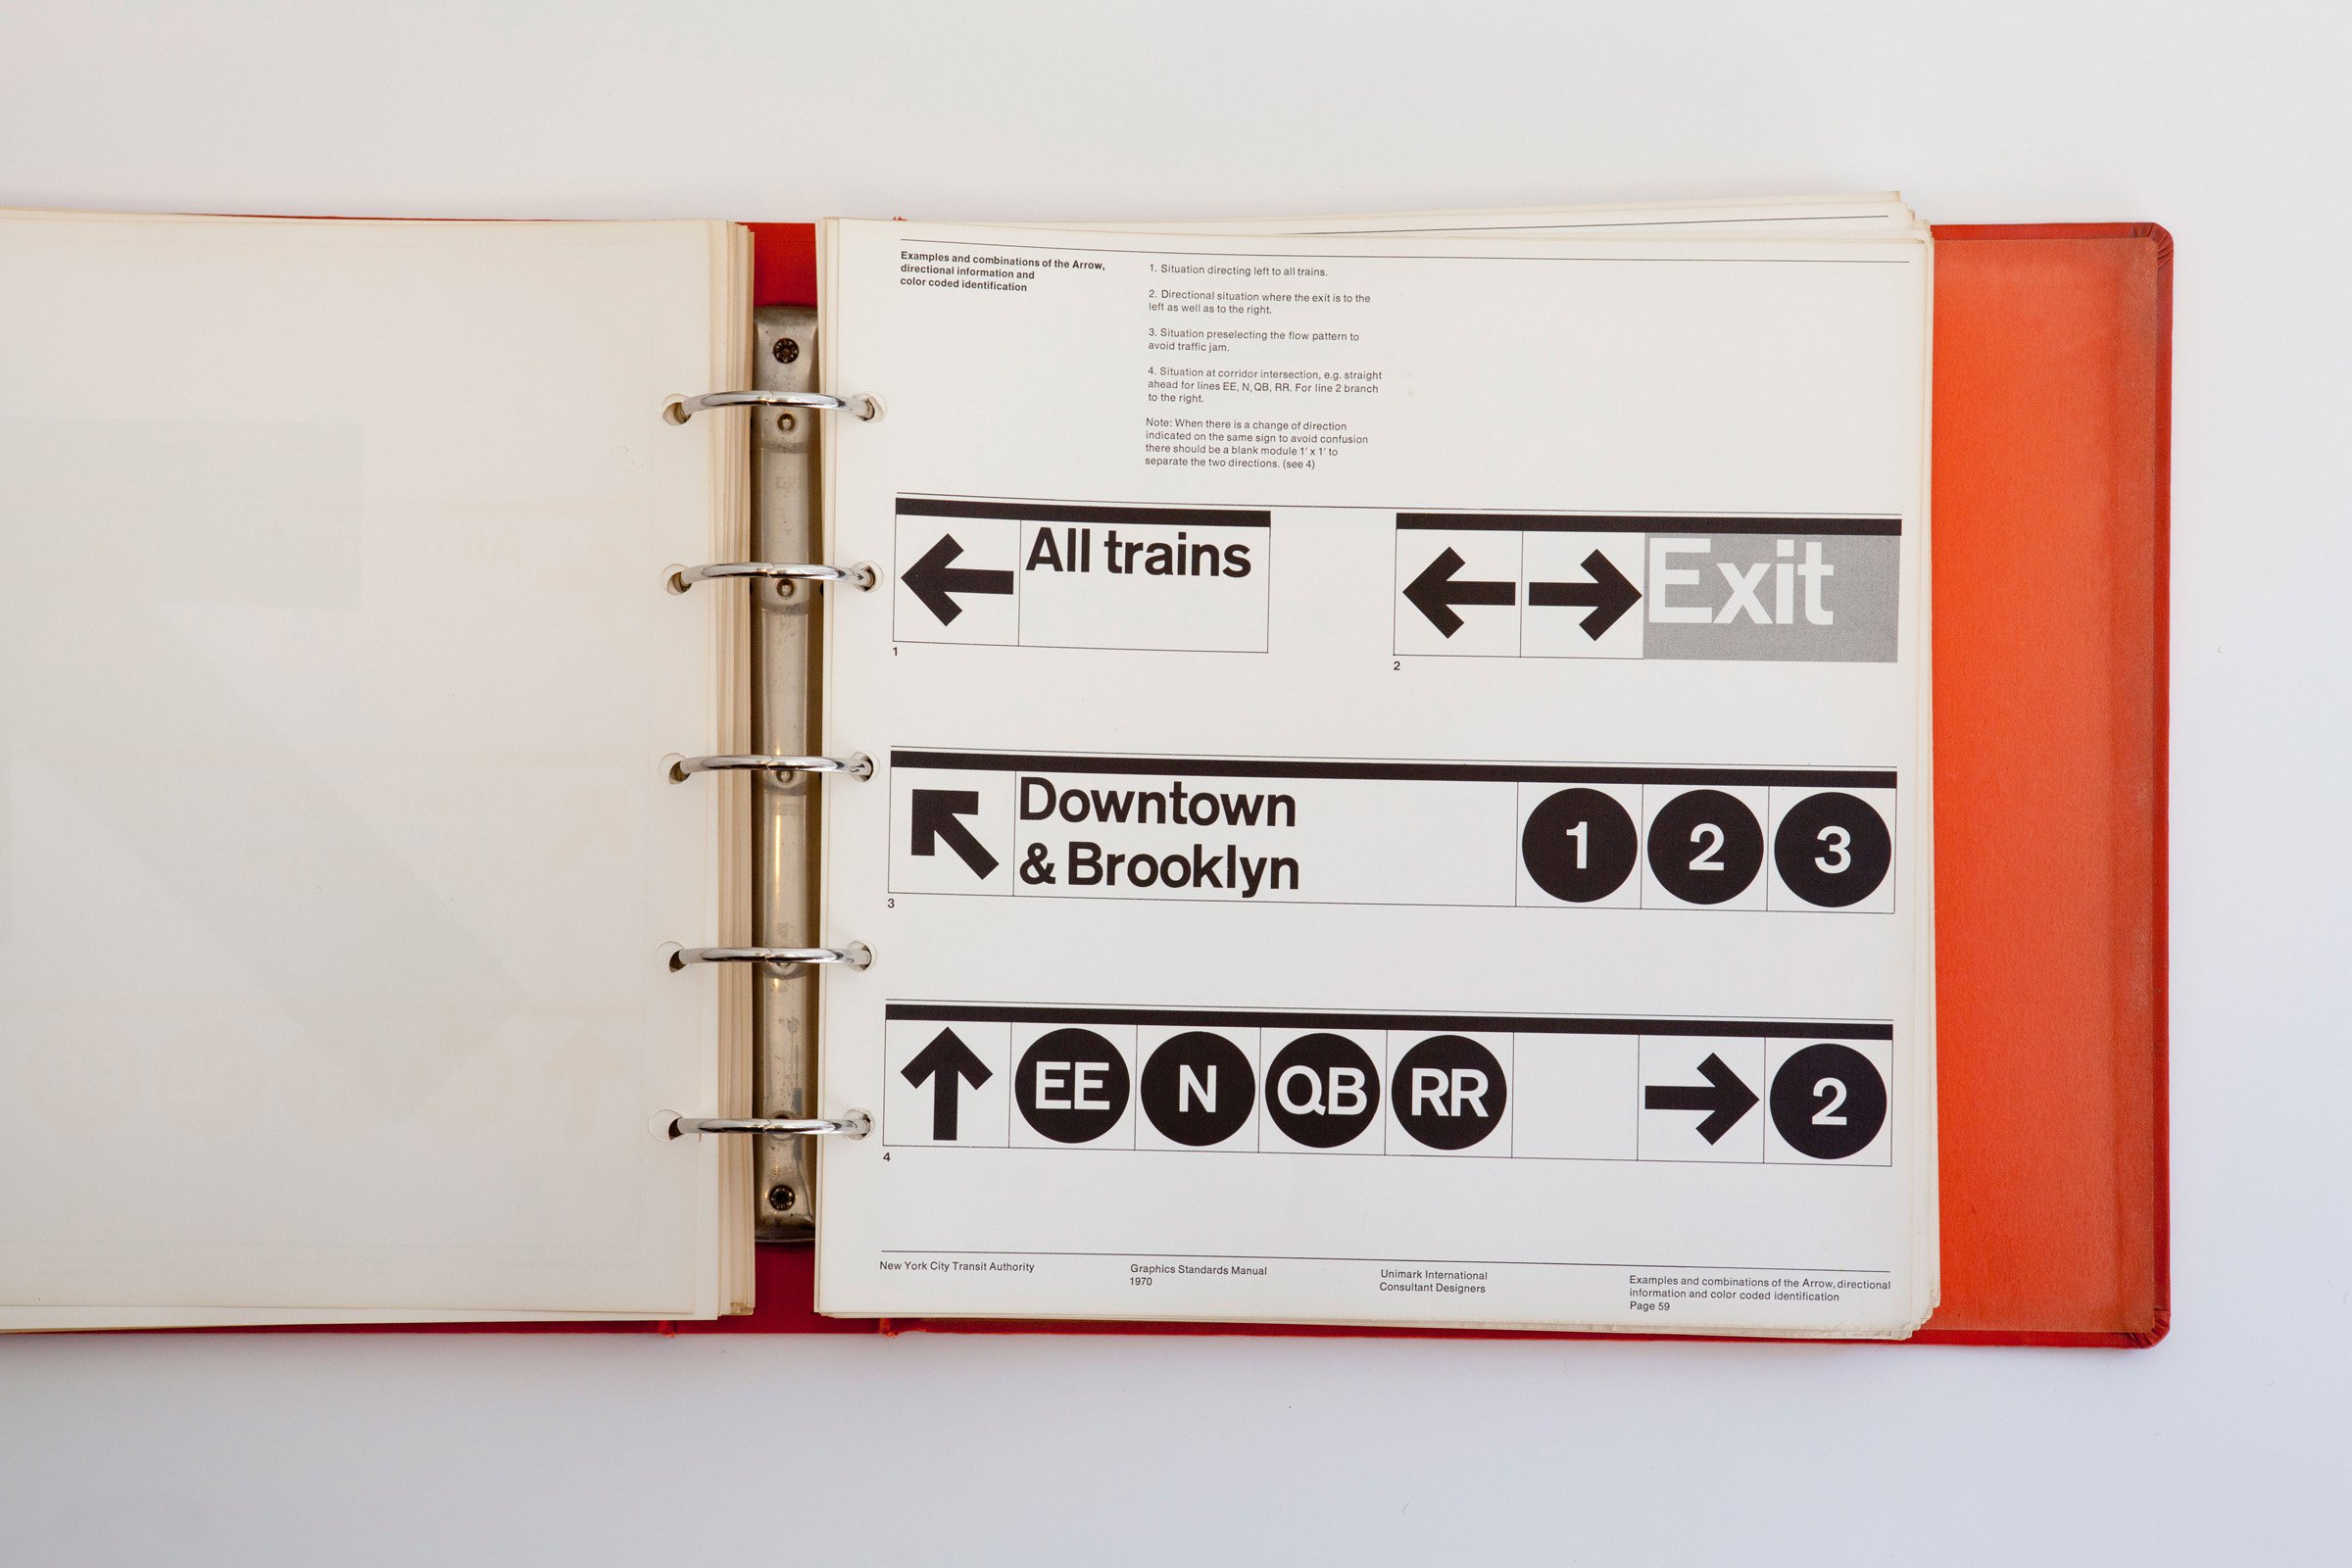 Examples and combinations of the Arrow,
directional information and
color coded identification
1. Situation directing left to all trains.
2. Directional situation where the exit is to the
left as well as to the right.
3. Situation preselecting the flow pattern to
avoid traffic jam.
4. Situation at corridor intersection, e.g. straight
ahead for lines EE, N, QB, RR. For line 2 branch
to the right.
Note: When there is a change of direction
indicated on the same sign to avoid confusion
there should be a blank module 1' x 1' to
separate the two directions. (see 4)
All trains
1
Exit
2
Downtown
& Brooklyn
1 2 3
3
EE N QB RR 2
4
New York City Transit Authority
Graphics Standards Manual
1970
Unimark International
Consultant Designers
Examples and combinations of the Arrow, directional
information and color coded identification
Page 59